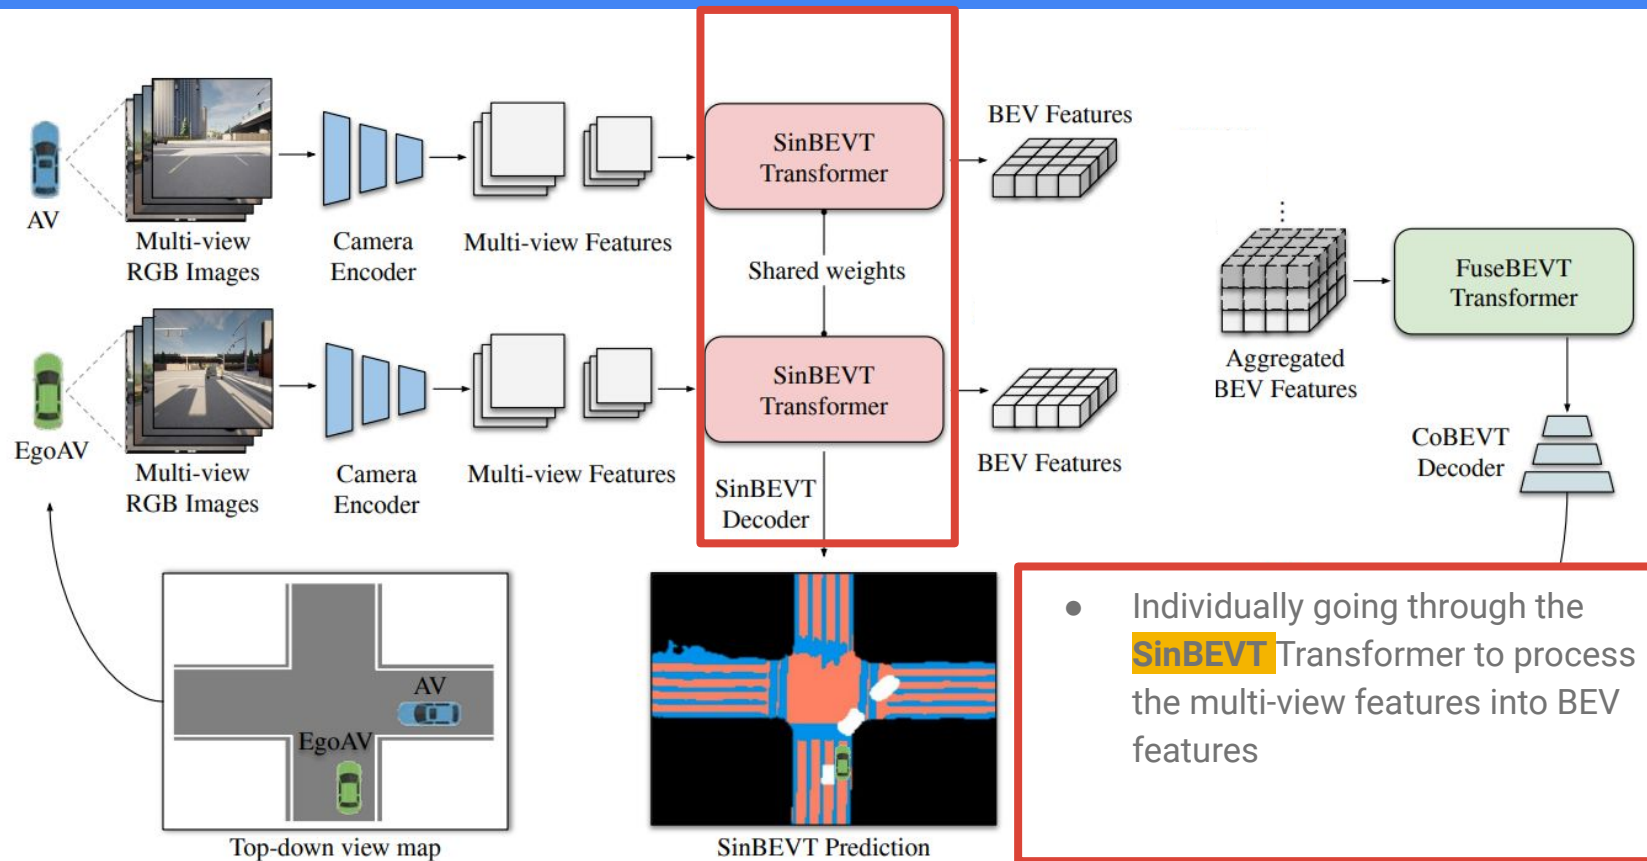 AV
Multi-view
RGB Images
Camera
Encoder
Multi-view Features
SinBEVT
Transformer
BEV Features
Shared weights
EgoAV
Multi-view
RGB Images
Camera
Encoder
Multi-view Features
SinBEVT
Transformer
BEV Features
SinBEVT
Decoder
Aggregated
BEV Features
FuseBEVT
Transformer
CoBEVT
Decoder
AV
EgoAV
Top-down view map
SinBEVT Prediction
● Individually going through the
SinBEVT Transformer to process
the multi-view features into BEV
features